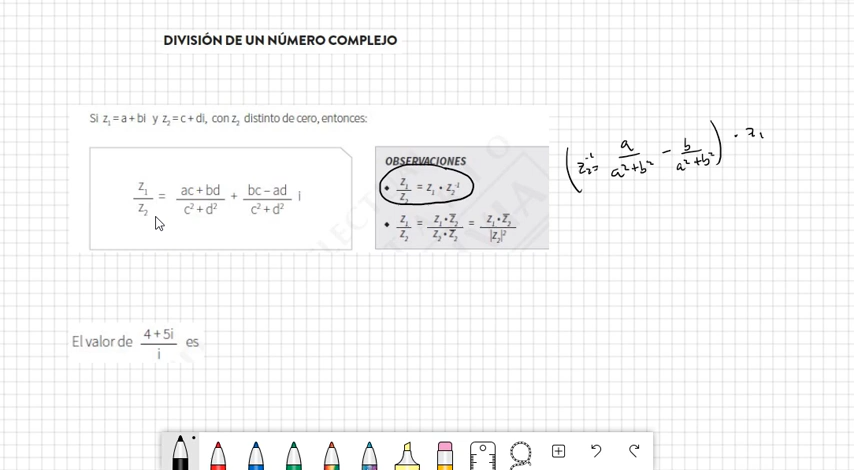 DIVISIÓN DE UN NÚMERO COMPLEJO
Si z₁ = a + bi y z₂ = c + di, con z₂ distinto de cero, entonces:
z₁/z₂ = (ac + bd)/(c² + d²) + (bc – ad)/(c² + d²) i
OBSERVACIONES
• z₁/z₂ = z₁ • z₂⁻¹
• z₁/z₂ = (z₁ • z̅₂)/(z₂ • z̅₂) = (z₁ • z̅₂)/|z₂|²
(z₂⁻¹ = a/(a²+b²) – b/(a²+b²)) · z₁
El valor de (4 + 5i)/i es